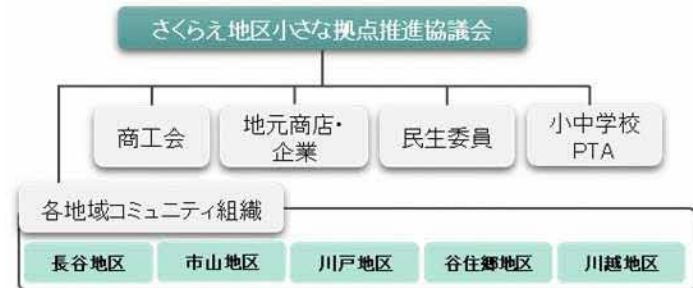 さくらえ地区小さな拠点推進協議会
商工会
地元商店・
企業
民生委員
小中学校
PTA
各地域コミュニティ組織
長谷地区
市山地区
川戸地区
谷住郷地区
川越地区